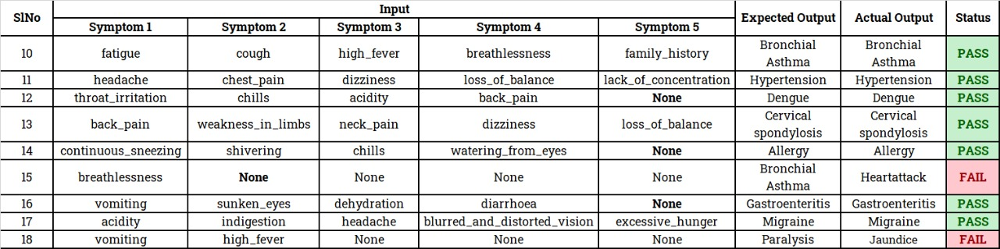 SlNo Input Expected Output Actual Output Status
Symptom 1 Symptom 2 Symptom 3 Symptom 4 Symptom 5
10 fatigue cough high_fever breathlessness family_history Bronchial Asthma Bronchial Asthma PASS
11 headache chest_pain dizziness loss_of_balance lack_of_concentration Hypertension Hypertension PASS
12 throat_irritation chills acidity back_pain None Dengue Dengue PASS
13 back_pain weakness_in_limbs neck_pain dizziness loss_of_balance Cervical spondylosis Cervical spondylosis PASS
14 continuous_sneezing shivering chills watering_from_eyes None Allergy Allergy PASS
15 breathlessness None None None None Bronchial Asthma Heartattack FAIL
16 vomiting sunken_eyes dehydration diarrhoea None Gastroenteritis Gastroenteritis PASS
17 acidity indigestion headache blurred_and_distorted_vision excessive_hunger Migraine Migraine PASS
18 vomiting high_fever None None None Paralysis Jaundice FAIL